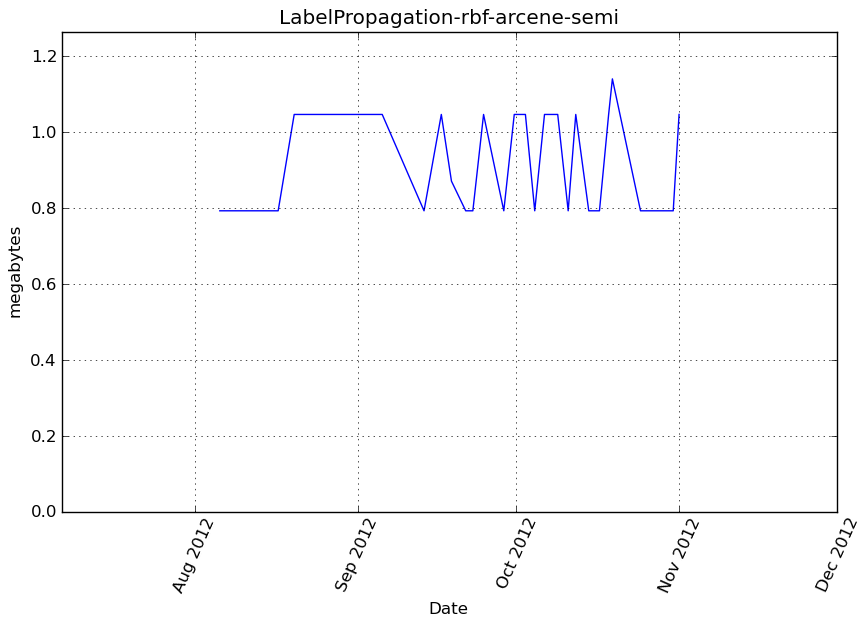 LabelPropagation-rbf-arcene-semi
1.2
1.0
0.8
0.6
0.4
0.2
0.0
megabytes
Aug 2012
Sep 2012
Oct 2012
Nov 2012
Dec 2012
Date